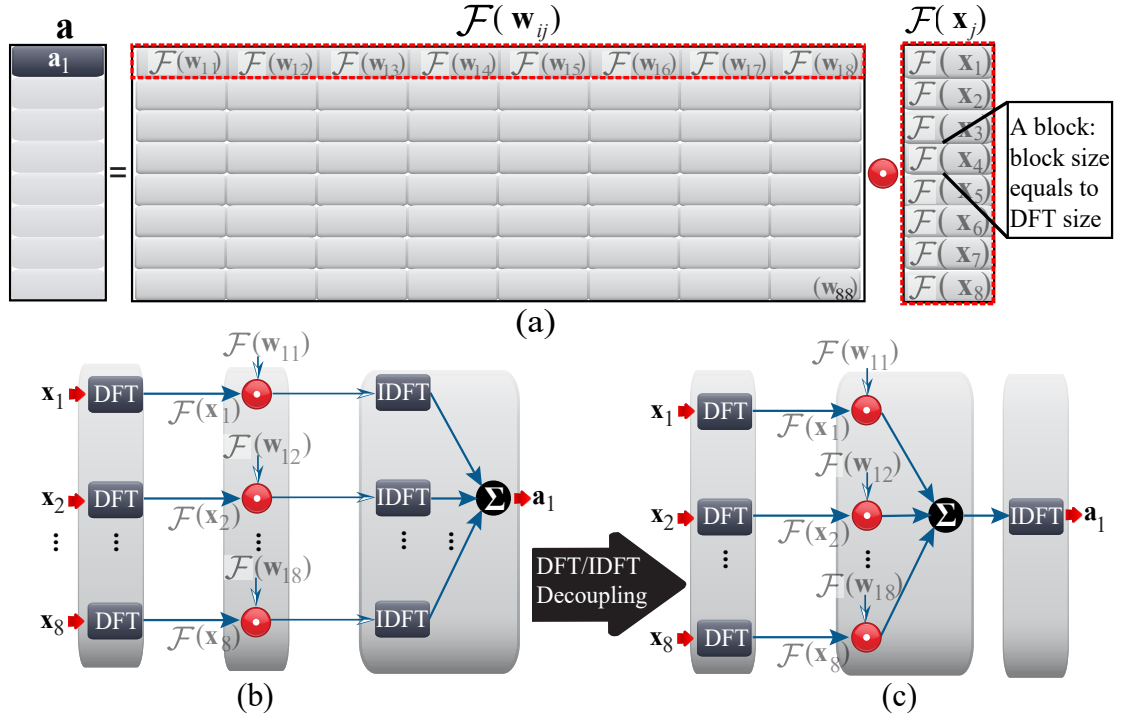 a
𝓕( w_ij)
𝓕( x_j)
a_1
𝓕(w_11) 𝓕(w_12) 𝓕(w_13) 𝓕(w_14) 𝓕(w_15) 𝓕(w_16) 𝓕(w_17) 𝓕(w_18)
𝓕( x_1)
𝓕( x_2)
𝓕( x_3)
𝓕( x_4)
𝓕( x_5)
𝓕( x_6)
𝓕( x_7)
𝓕( x_8)
=
A block:
block size
equals to
DFT size
(w_88
(a)
𝓕(w_11)
x_1 DFT IDFT
𝓕(x_1)
𝓕(w_12)
x_2 DFT IDFT Σ a_1
𝓕(x_2)
⋮ ⋮ ⋮ ⋮ ⋮ ⋮
𝓕(w_18)
x_8 DFT IDFT
𝓕(x_8)
(b)
DFT/IDFT
Decoupling
𝓕(w_11)
x_1 DFT
𝓕(x_1)
𝓕(w_12)
x_2 DFT Σ IDFT a_1
𝓕(x_2)
⋮ ⋮ ⋮
𝓕(w_18)
x_8 DFT
𝓕(x_8)
(c)